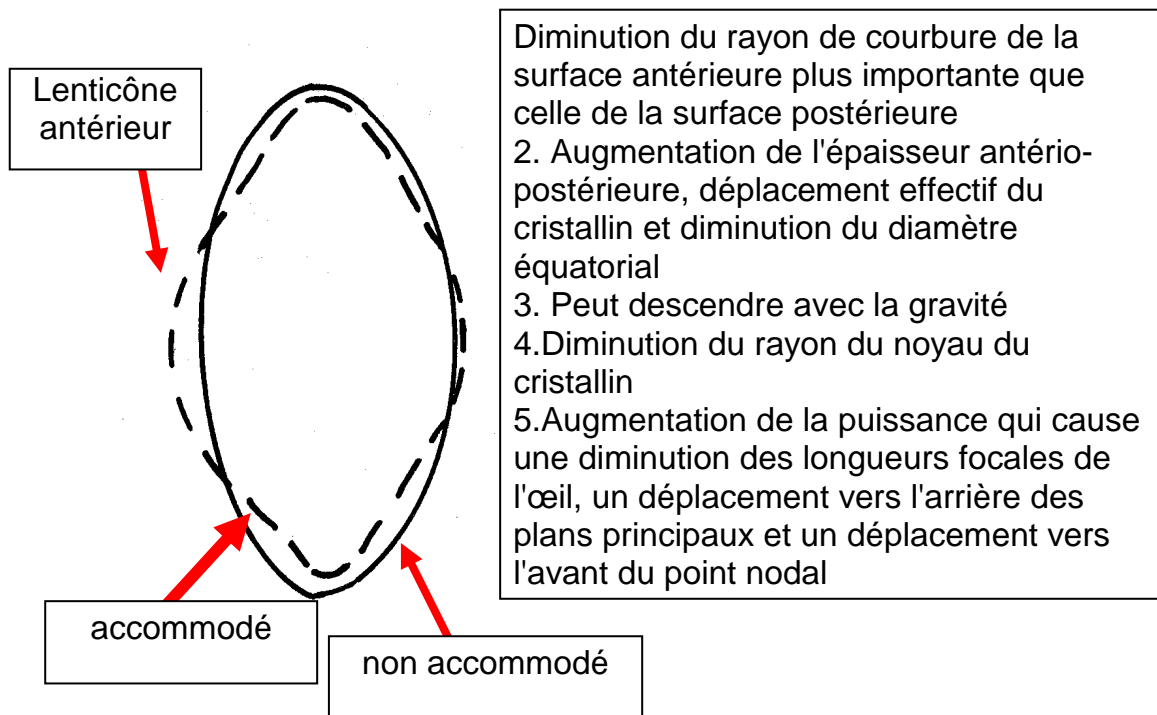 Lenticône
antérieur
Diminution du rayon de courbure de la
surface antérieure plus importante que
celle de la surface postérieure
2. Augmentation de l'épaisseur antério-
postérieure, déplacement effectif du
cristallin et diminution du diamètre
équatorial
3. Peut descendre avec la gravité
4.Diminution du rayon du noyau du
cristallin
5.Augmentation de la puissance qui cause
une diminution des longueurs focales de
l'œil, un déplacement vers l'arrière des
plans principaux et un déplacement vers
l'avant du point nodal
accommodé
non accommodé